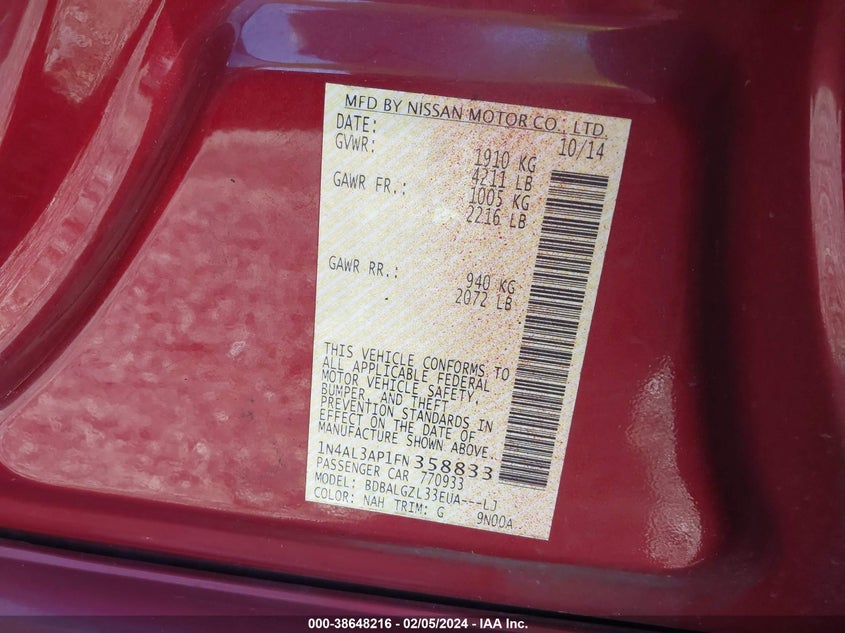 MFD BY NISSAN MOTOR CO., LTD.
DATE: 10/14
GVWR: 1910 KG
4211 LB
GAWR FR.: 1005 KG
2216 LB
GAWR RR.: 940 KG
2072 LB
THIS VEHICLE CONFORMS TO
ALL APPLICABLE FEDERAL
MOTOR VEHICLE SAFETY,
BUMPER, AND THEFT
PREVENTION STANDARDS IN
EFFECT ON THE DATE OF
MANUFACTURE SHOWN ABOVE.
1N4AL3AP1FN358833
PASSENGER CAR 770933
MODEL: BDBALGZL33EUA---LJ
COLOR: NAH TRIM: G 9N00A
000-38648216 - 02/05/2024 - IAA Inc.